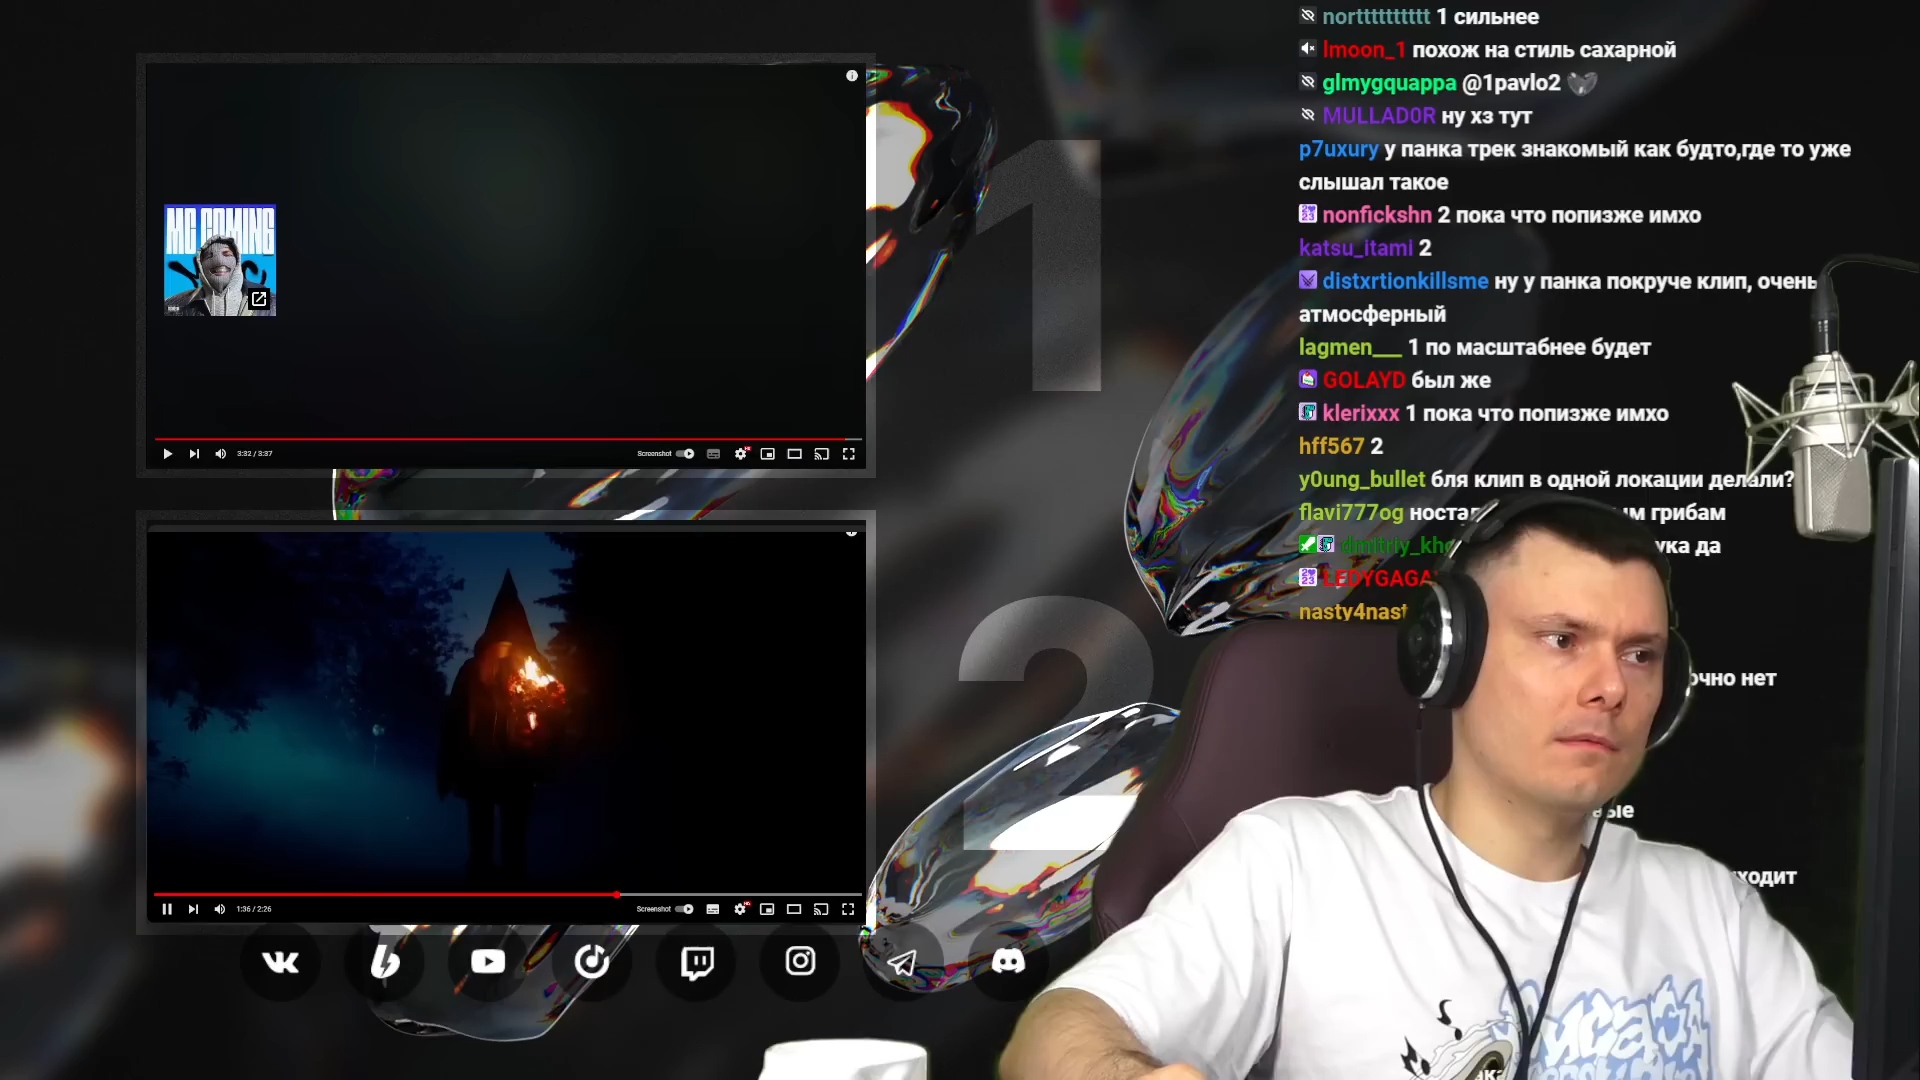 MC COMING
3:32 / 3:37
Screenshot
1
1:36 / 2:26
Screenshot
2
nortttttttttt 1 сильнее
lmoon_1 похож на стиль сахарной
glmygquappa @1pavlo2
MULLAD0R ну хз тут
p7uxury у панка трек знакомый как будто,где то уже
слышал такое
nonfickshn 2 пока что попизже имхо
katsu_itami 2
distxrtionkillsme ну у панка покруче клип, очень
атмосферный
lagmen___ 1 по масштабнее будет
GOLAYD был же
klerixxx 1 пока что попизже имхо
hff567 2
y0ung_bullet бля клип в одной локации делали?
flavi777og грибам
да
LEDYGAGA
nasty4nast
нет